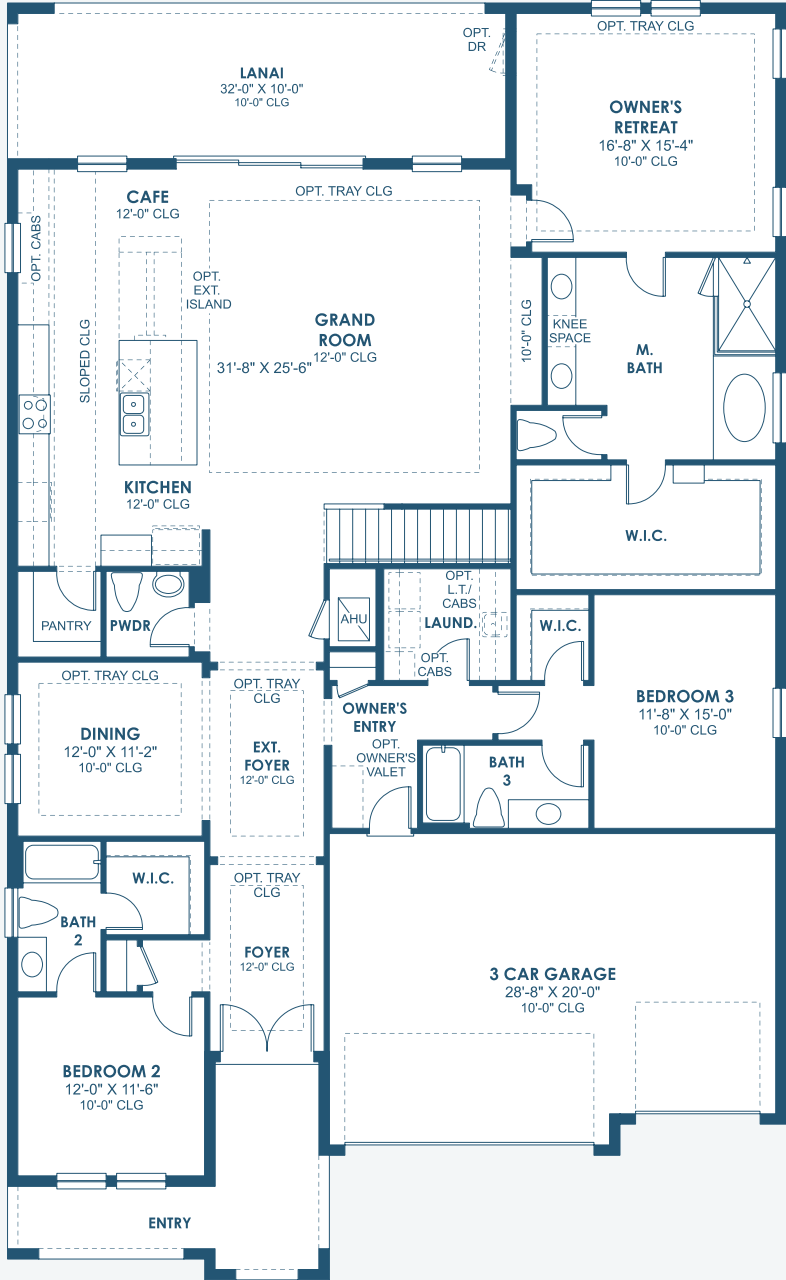 OPT. TRAY CLG
OPT.
DR
LANAI
32'-0" X 10'-0"
10'-0" CLG
OWNER'S
RETREAT
16'-8" X 15'-4"
10'-0" CLG
CAFE
12'-0" CLG
OPT. TRAY CLG
OPT. CABS
OPT.
EXT.
ISLAND
SLOPED CLG
GRAND
ROOM
12'-0" CLG
31'-8" X 25'-6"
10'-0" CLG
KNEE
SPACE
M.
BATH
KITCHEN
12'-0" CLG
W.I.C.
PANTRY
PWDR
AHU
OPT.
L.T./
CABS
LAUND.
OPT.
CABS
W.I.C.
OPT. TRAY CLG
DINING
12'-0" X 11'-2"
10'-0" CLG
OPT. TRAY
CLG
EXT.
FOYER
12'-0" CLG
OWNER'S
ENTRY
OPT.
OWNER'S
VALET
BATH
3
BEDROOM 3
11'-8" X 15'-0"
10'-0" CLG
W.I.C.
BATH
2
OPT. TRAY
CLG
FOYER
12'-0" CLG
3 CAR GARAGE
28'-8" X 20'-0"
10'-0" CLG
BEDROOM 2
12'-0" X 11'-6"
10'-0" CLG
ENTRY